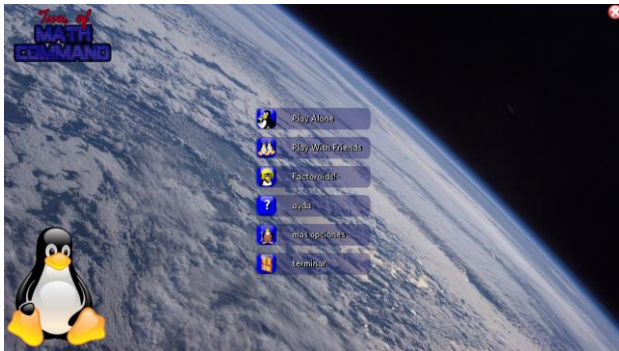 Tux, of
MATH
COMMAND
Play Alone
Play With Friends
Factoroids!
ayda
mas opciones
terminar